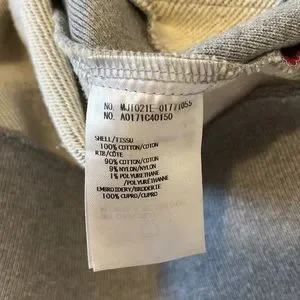 NO. MJT021E-01771055
NO. A0171C40150
SHELL/TISSU
100% COTTON/COTON
RIB/CÔTE
90% COTTON/COTON
9% NYLON/NYLON
1% POLYURETHANE
/POLYURÉTHANE
EMBROIDERY/BRODERIE
100% CUPRO/CUPRO